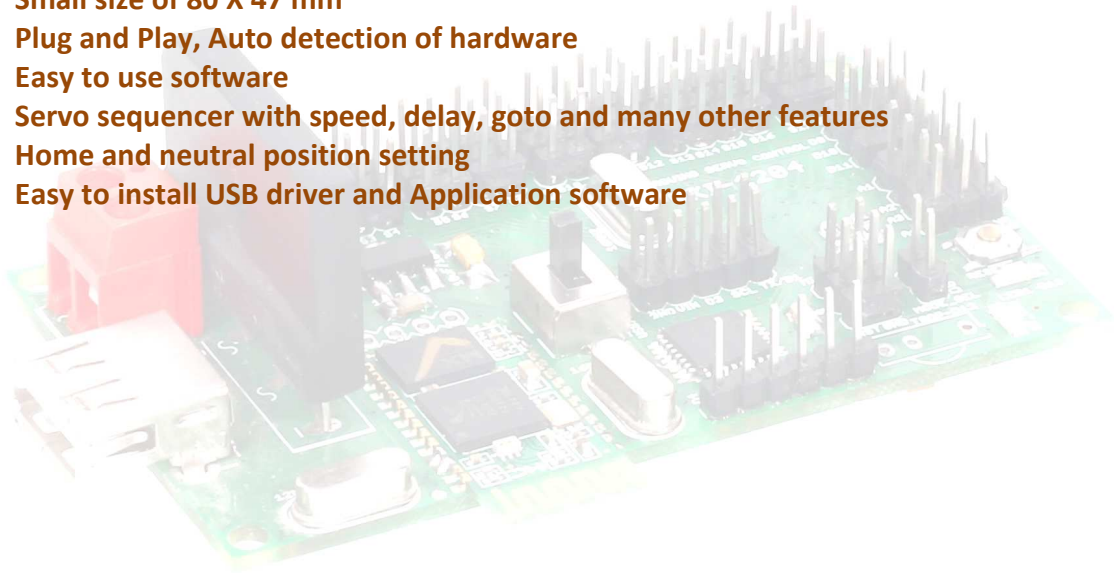 Small size of 80 X 47 mm
Plug and Play, Auto detection of hardware
Easy to use software
Servo sequencer with speed, delay, goto and many other features
Home and neutral position setting
Easy to install USB driver and Application software